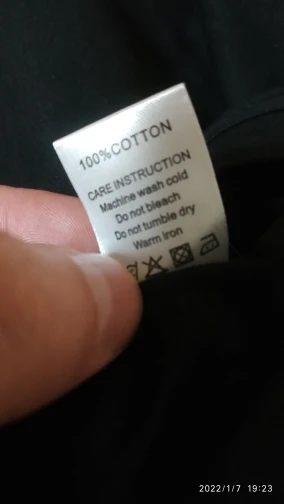 100%COTTON
CARE INSTRUCTION
Machine wash cold
Do not bleach
Do not tumble dry
Warm Iron
2022/1/7 19:23